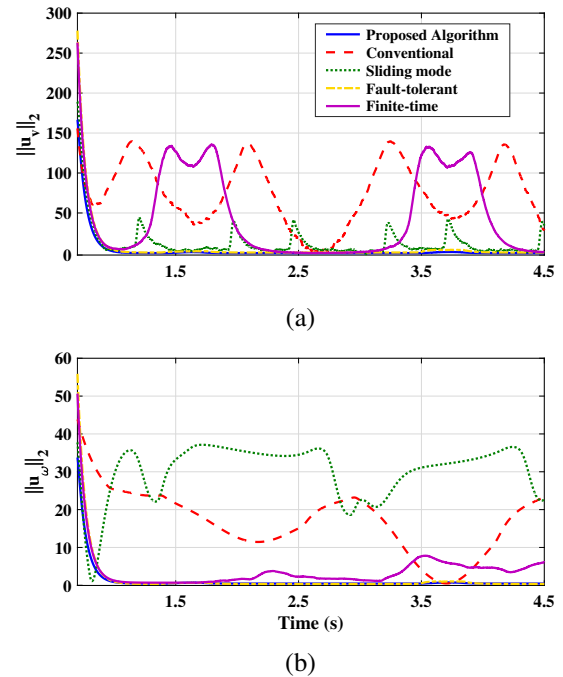 300
250
200
150
100
50
0
||u_v||_2
Proposed Algorithm
Conventional
Sliding mode
Fault-tolerant
Finite-time
1.5 2.5 3.5 4.5
(a)
60
50
40
30
20
10
0
||u_ω||_2
1.5 2.5 3.5 4.5
Time (s)
(b)